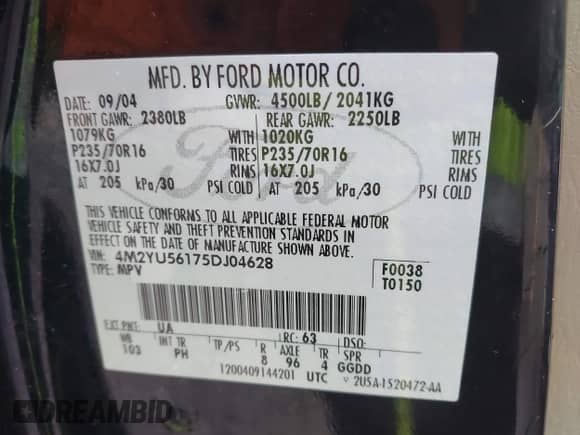 MFD. BY FORD MOTOR CO.
DATE: 09/04 GVWR: 4500LB/ 2041KG
FRONT GAWR: 2380LB REAR GAWR: 2250LB
1079KG WITH 1020KG WITH
P235/70R16 TIRES P235/70R16 TIRES
16X7.0J RIMS 16X7.0J RIMS
AT 205 kPa/30 PSI COLD AT 205 kPa/30 PSI COLD
THIS VEHICLE CONFORMS TO ALL APPLICABLE FEDERAL MOTOR
VEHICLE SAFETY AND THEFT PREVENTION STANDARDS IN
EFFECT ON THE DATE OF MANUFACTURE SHOWN ABOVE.
VIN: 4M2YU56175DJ04628 F0038
TYPE: MPV T0150
EXT PNT: UA RC: 63 DSO:
WB INT TR TP/PS R AXLE TR SPR
103 PH 8 96 4 GGDD
1200409144201 UTC 2U5A-1520472-AA
Ford
DREAMBID